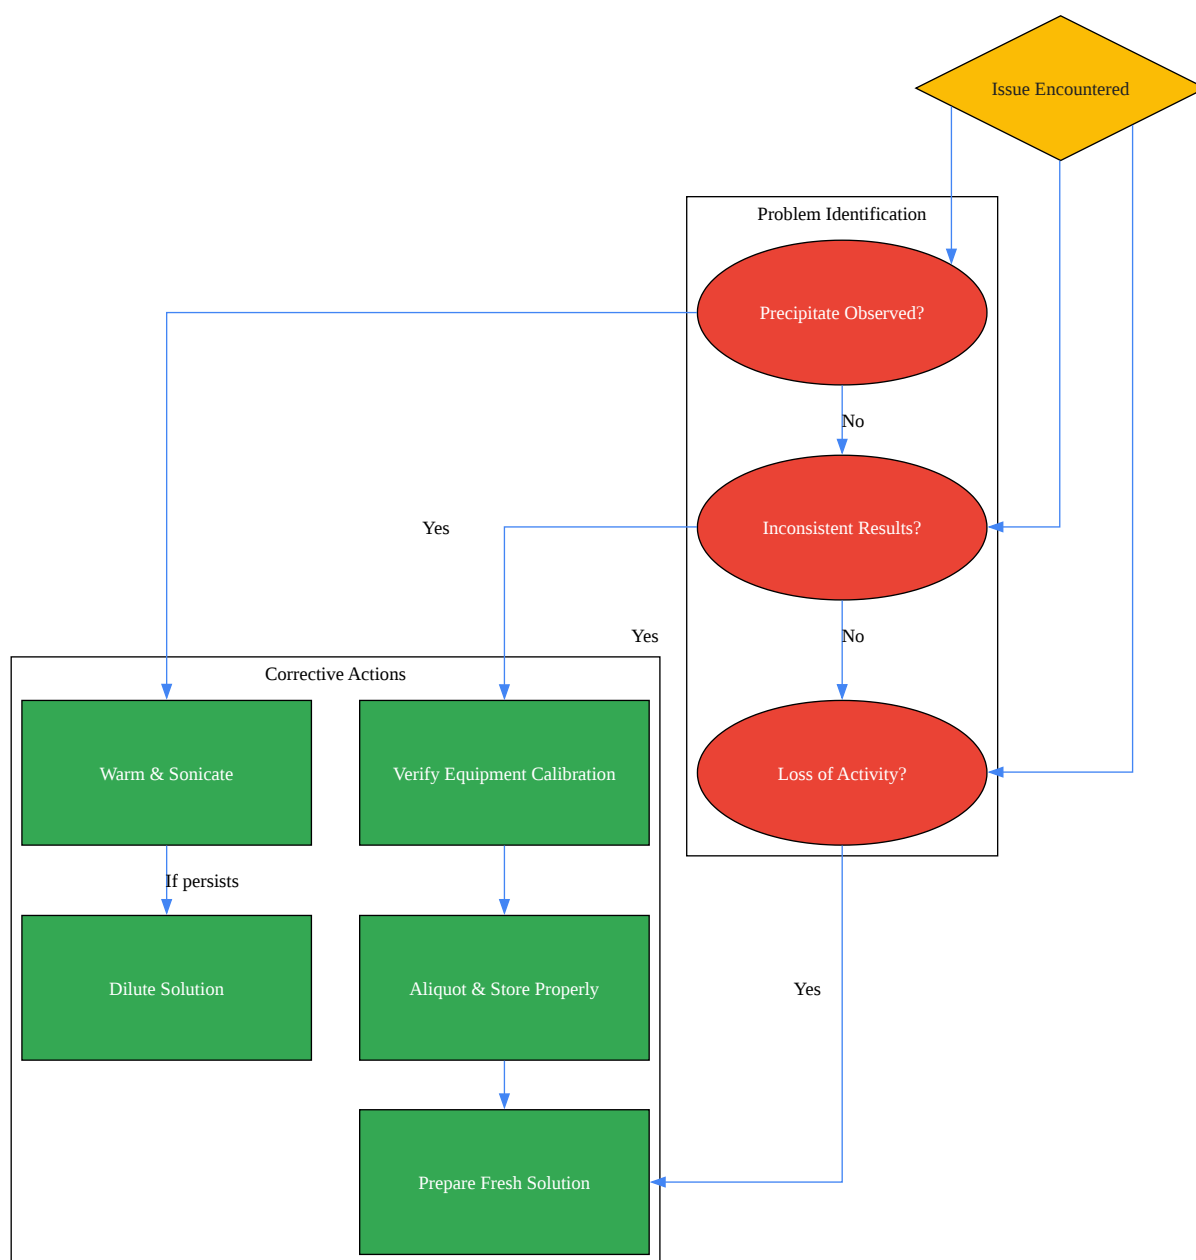 Issue Encountered
Problem Identification
Precipitate Observed?
No
Inconsistent Results?
Yes
No
Yes
Corrective Actions
Warm & Sonicate
Verify Equipment Calibration
Loss of Activity?
If persists
Dilute Solution
Aliquot & Store Properly
Yes
Prepare Fresh Solution